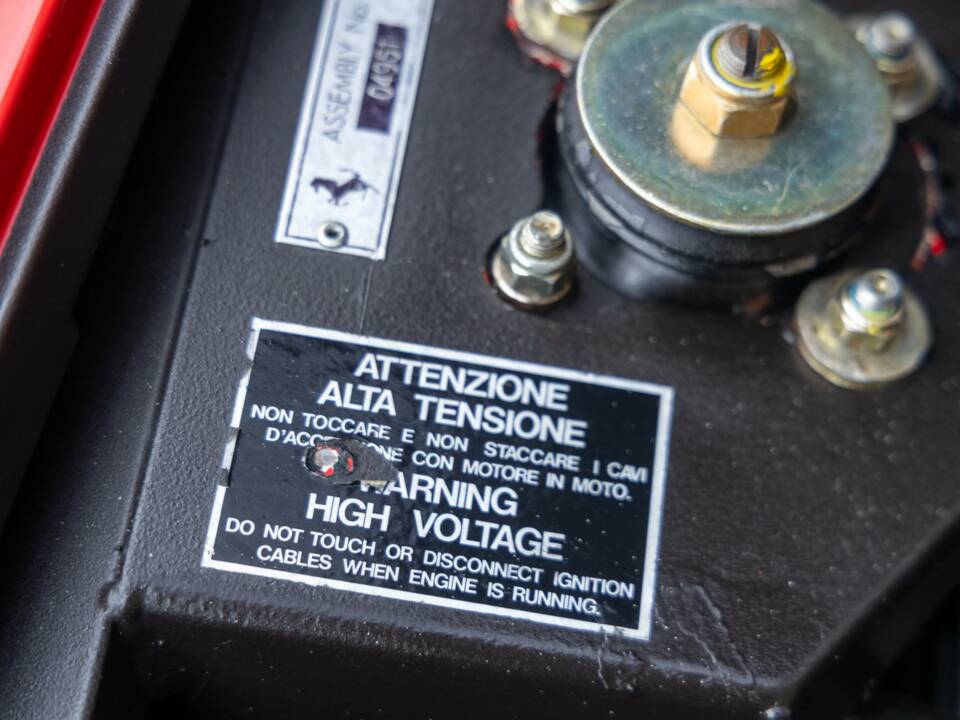 ASSEMBLY No.
ATTENZIONE
ALTA TENSIONE
NON TOCCARE E NON STACCARE I CAVI
CON MOTORE IN MOTO.
WARNING
HIGH VOLTAGE
DO NOT TOUCH OR DISCONNECT IGNITION
CABLES WHEN ENGINE IS RUNNING.